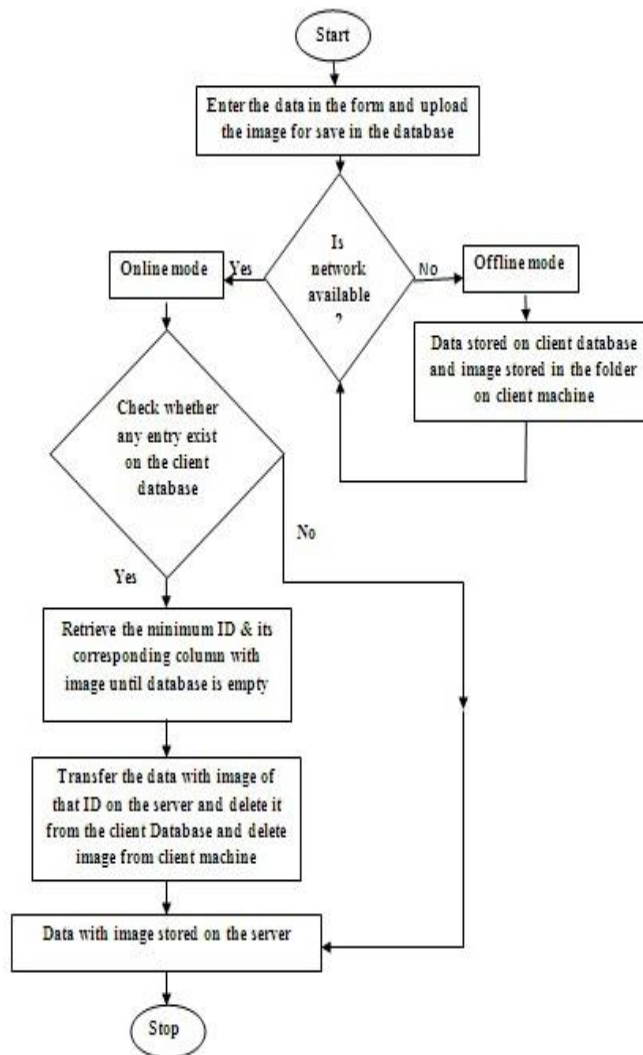 Start
Enter the data in the form and upload
the image for save in the database
Is
network
available
?
Yes
No
Online mode
Offline mode
Data stored on client database
and image stored in the folder
on client machine
Check whether
any entry exist
on the client
database
No
Yes
Retrieve the minimum ID & its
corresponding column with
image until database is empty
Transfer the data with image of
that ID on the server and delete it
from the client Database and delete
image from client machine
Data with image stored on the server
Stop